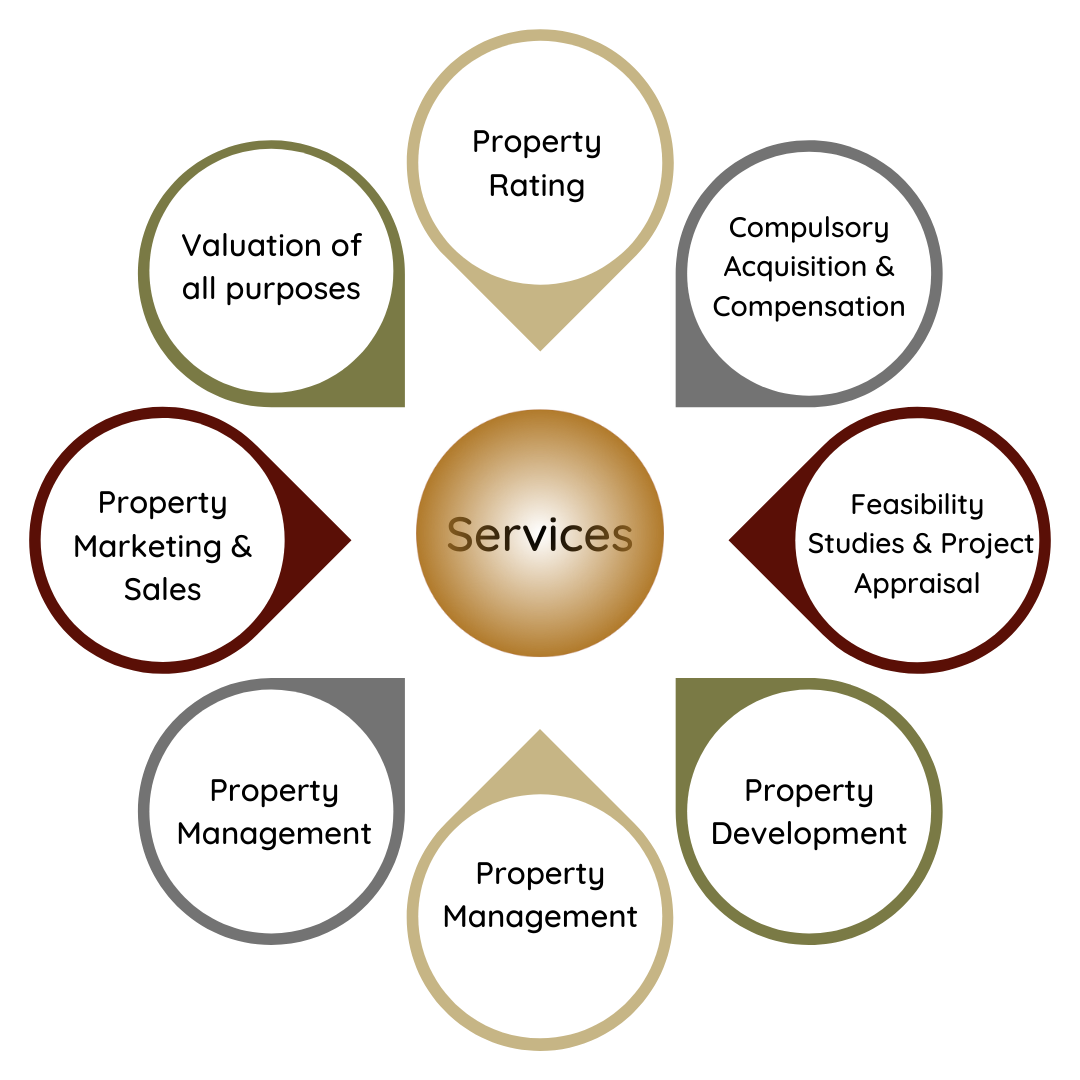 Property
Rating
Compulsory
Acquisition &
Compensation
Valuation of
all purposes
Property
Marketing &
Sales
Services
Feasibility
Studies & Project
Appraisal
Property
Management
Property
Management
Property
Development